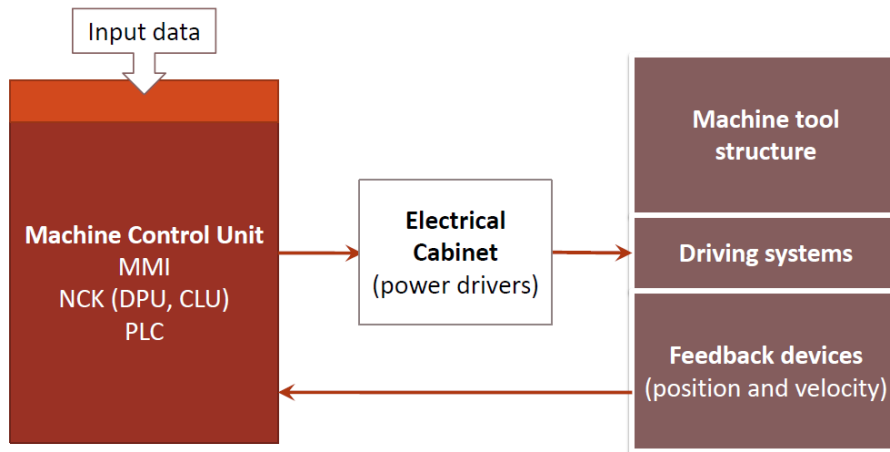 Input data
Machine Control Unit
MMI
NCK (DPU, CLU)
PLC
Electrical
Cabinet
(power drivers)
Machine tool
structure
Driving systems
Feedback devices
(position and velocity)